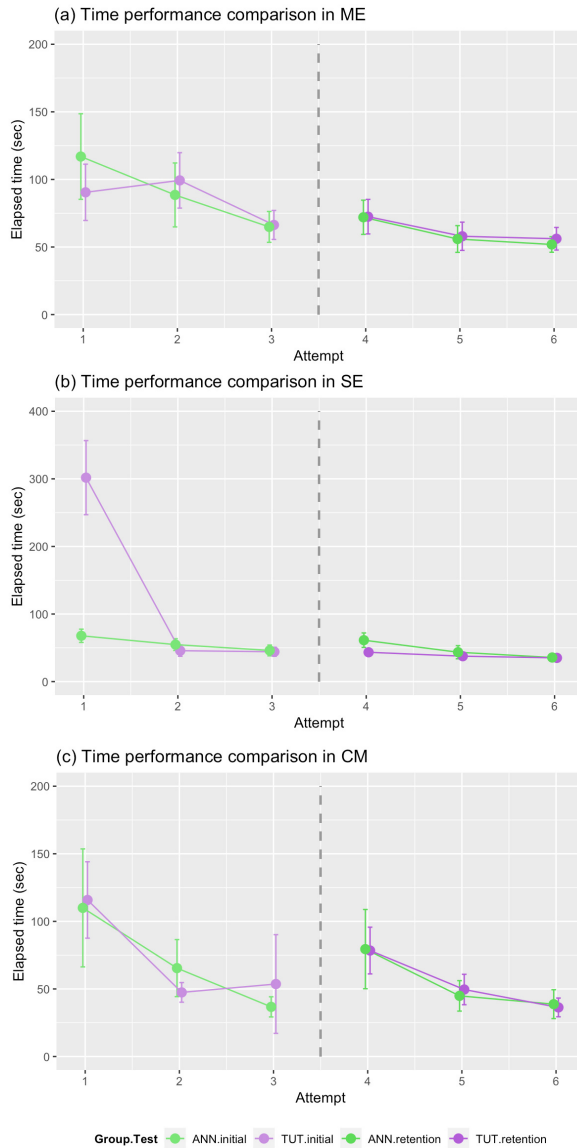 (a) Time performance comparison in ME
200
150
100
50
0
Elapsed time (sec)
1 2 3 4 5 6
Attempt
(b) Time performance comparison in SE
400
300
200
100
0
Elapsed time (sec)
1 2 3 4 5 6
Attempt
(c) Time performance comparison in CM
200
150
100
50
0
Elapsed time (sec)
1 2 3 4 5 6
Attempt
Group.Test ANN.initial TUT.initial ANN.retention TUT.retention